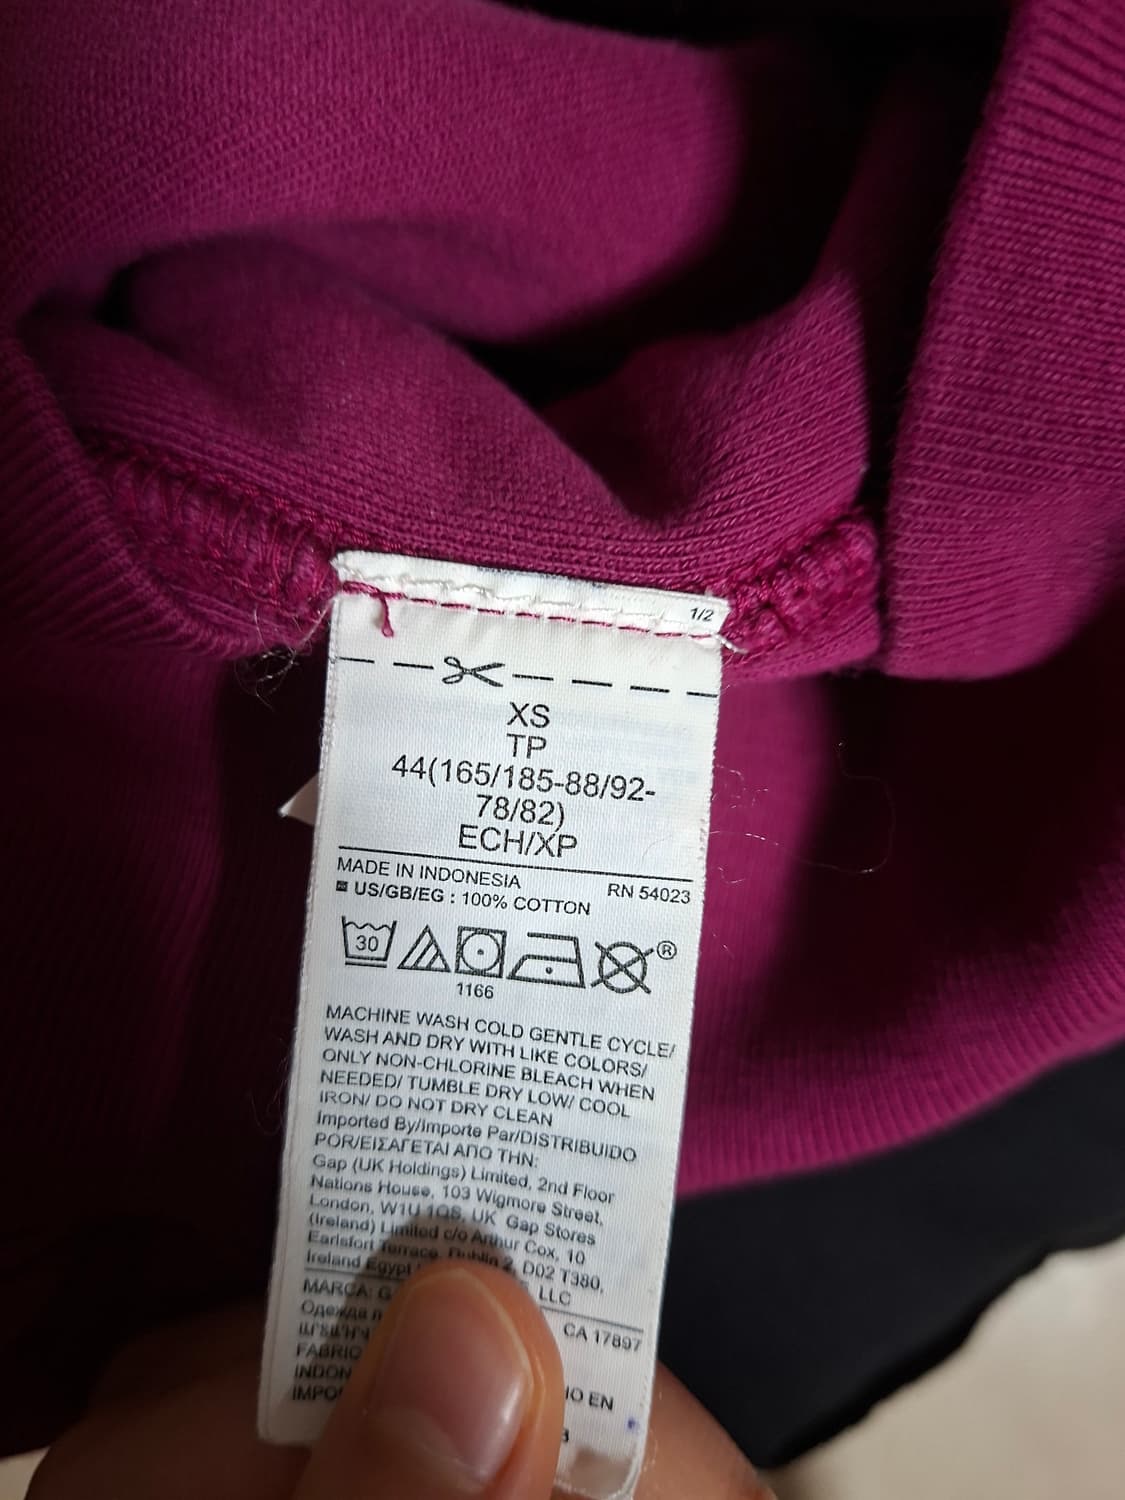 1/2
XS
TP
44(165/185-88/92-
78/82)
ECH/XP
MADE IN INDONESIA RN 54023
US/GB/EG : 100% COTTON
30
®
1166
MACHINE WASH COLD GENTLE CYCLE/
WASH AND DRY WITH LIKE COLORS/
ONLY NON-CHLORINE BLEACH WHEN
NEEDED/ TUMBLE DRY LOW/ COOL
IRON/ DO NOT DRY CLEAN
Imported By/Importe Par/DISTRIBUIDO
POR/ΕΙΣΑΓΕΤΑΙ ΑΠΟ ΤΗΝ:
Gap (UK Holdings) Limited, 2nd Floor
Nations House, 103 Wigmore Street,
London, W1U 1QS, UK Gap Stores
(Ireland) Limited c/o Arthur Cox, 10
Earlsfort Terrace, Dublin 2, D02 T380,
Ireland Egypt LLC
MARCA:
Одежда CA 17897